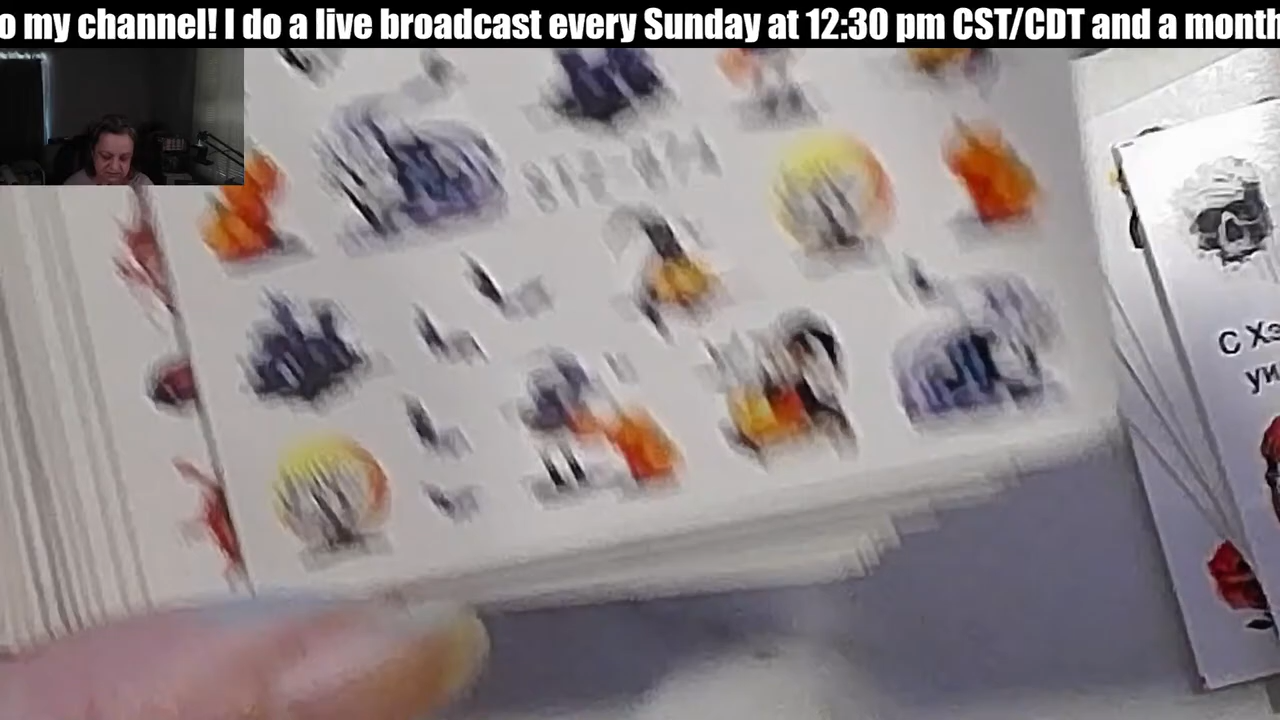 o my channel! I do a live broadcast every Sunday at 12:30 pm CST/CDT and a month
С Хэ
уи